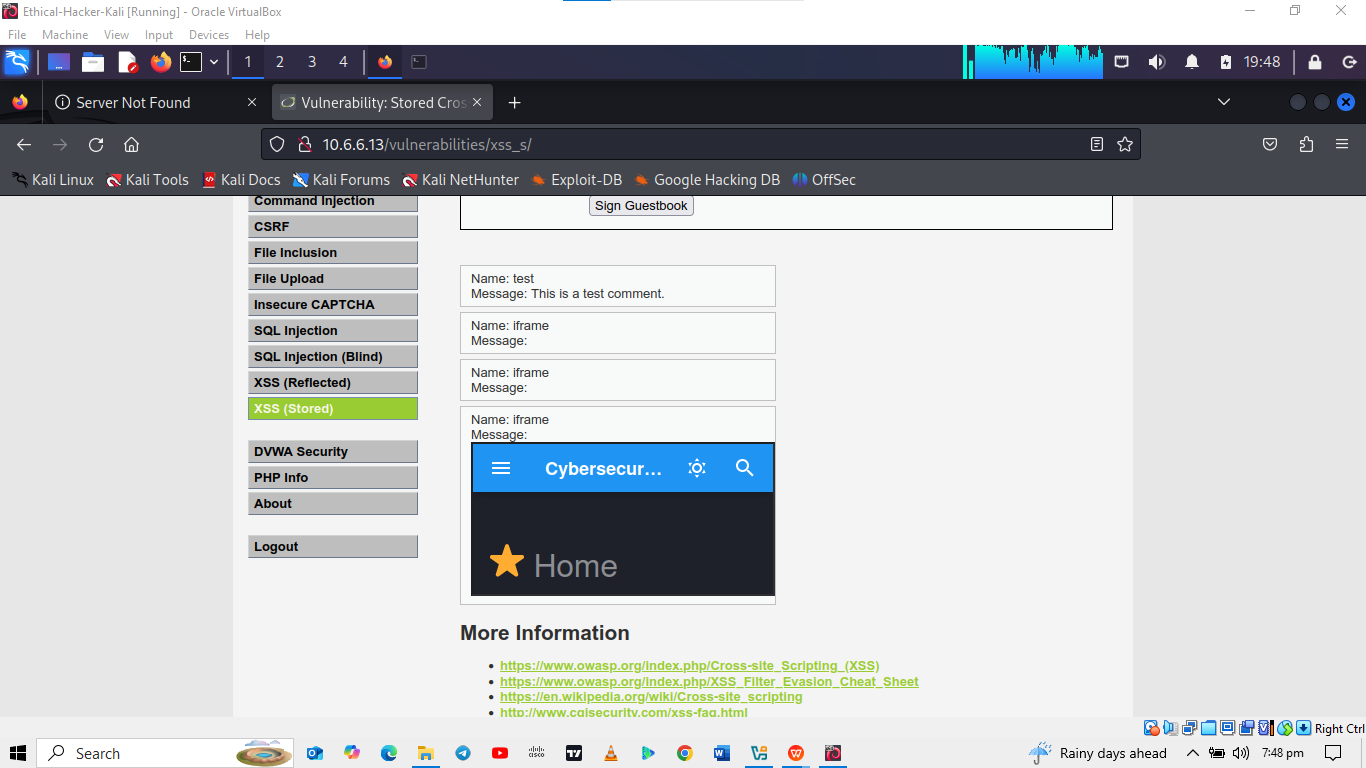 Ethical-Hacker-Kali [Running] - Oracle VirtualBox
File Machine View Input Devices Help
1 2 3 4 19:48
Server Not Found Vulnerability: Stored Cros
10.6.6.13/vulnerabilities/xss_s/
Kali Linux Kali Tools Kali Docs Kali Forums Kali NetHunter Exploit-DB Google Hacking DB OffSec
Command Injection
CSRF
File Inclusion
File Upload
Insecure CAPTCHA
SQL Injection
SQL Injection (Blind)
XSS (Reflected)
XSS (Stored)
DVWA Security
PHP Info
About
Logout
Sign Guestbook
Name: test
Message: This is a test comment.
Name: iframe
Message:
Name: iframe
Message:
Name: iframe
Message:
Cybersecur...
Home
More Information
https://www.owasp.org/index.php/Cross-site_Scripting_(XSS)
https://www.owasp.org/index.php/XSS_Filter_Evasion_Cheat_Sheet
https://en.wikipedia.org/wiki/Cross-site_scripting
http://www.cgisecurity.com/xss-faq.html
Right Ctrl
Search Rainy days ahead 7:48 pm